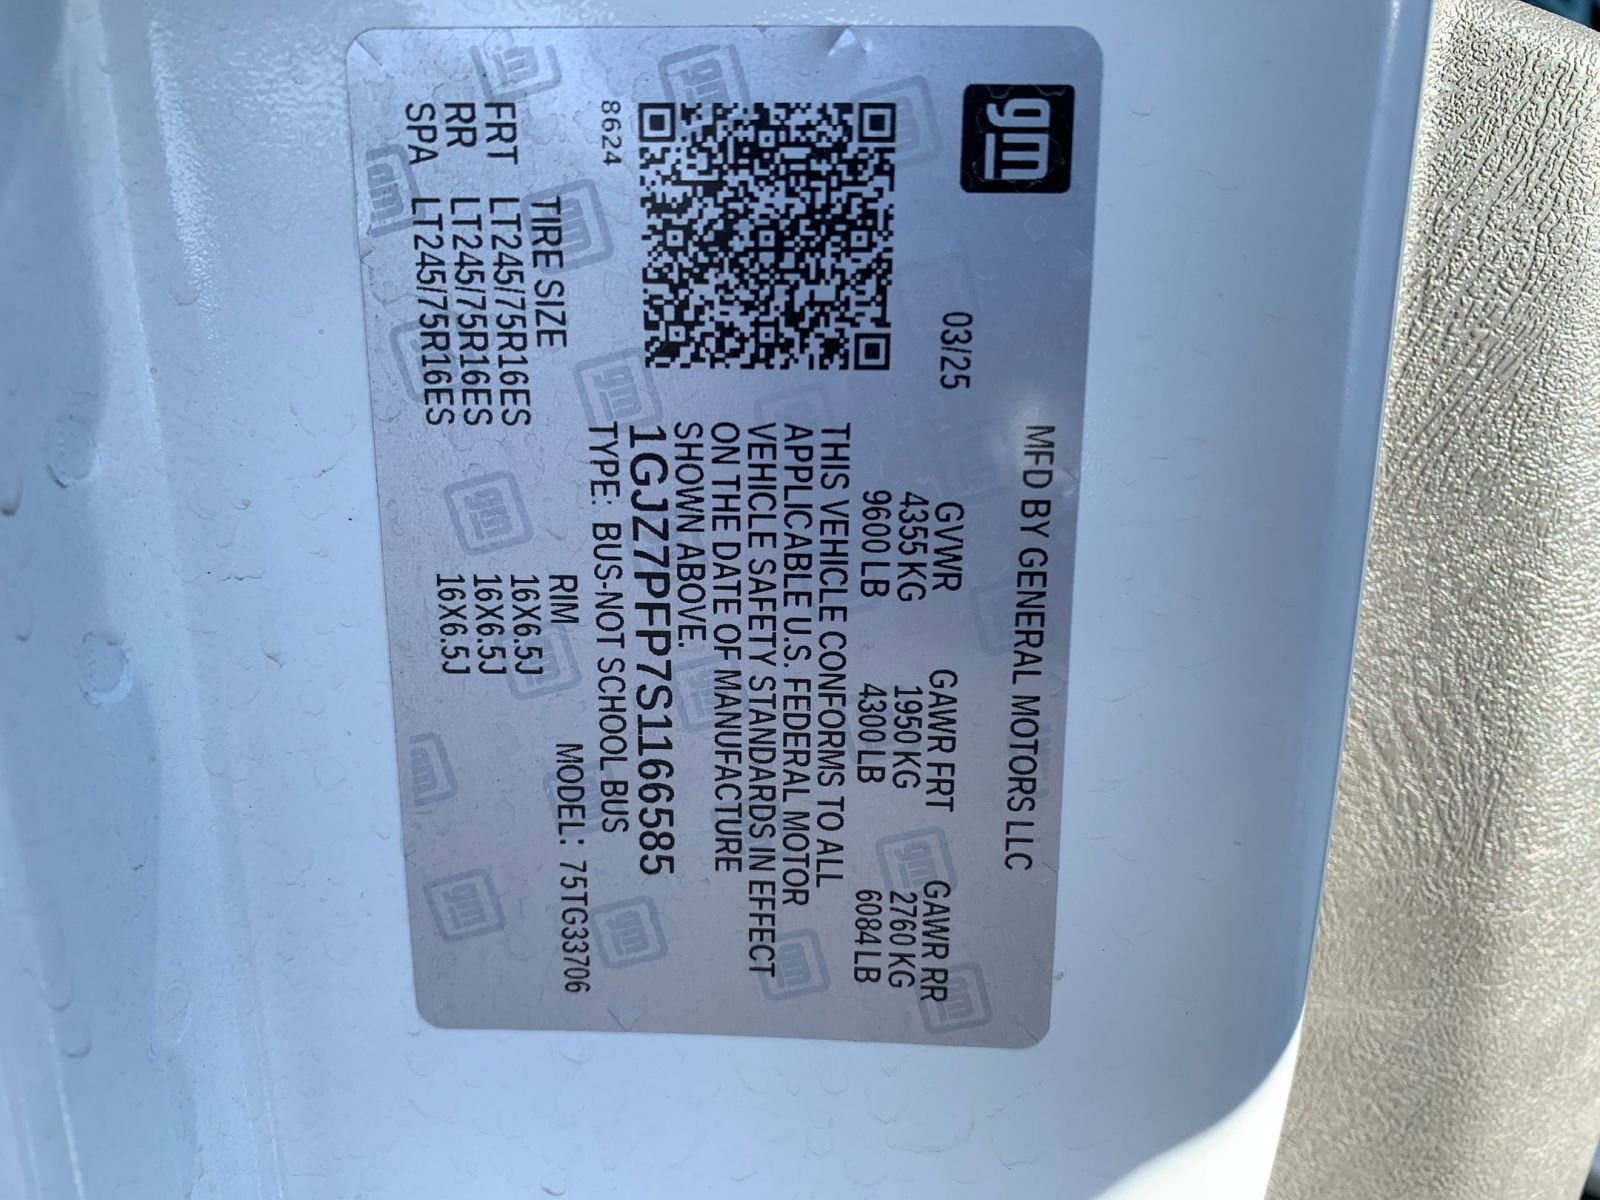 gm
MFD BY GENERAL MOTORS LLC
03/25
GVWR GAWR FRT GAWR RR
4355 KG 1950 KG 2760 KG
9600 LB 4300 LB 6084 LB
THIS VEHICLE CONFORMS TO ALL
APPLICABLE U.S. FEDERAL MOTOR
VEHICLE SAFETY STANDARDS IN EFFECT
ON THE DATE OF MANUFACTURE
SHOWN ABOVE.
1GJZ7PFP7S1166585
8624
TYPE: BUS-NOT SCHOOL BUS
MODEL: 75TG33706
TIRE SIZE RIM
FRT LT245/75R16ES 16X6.5J
RR LT245/75R16ES 16X6.5J
SPA LT245/75R16ES 16X6.5J